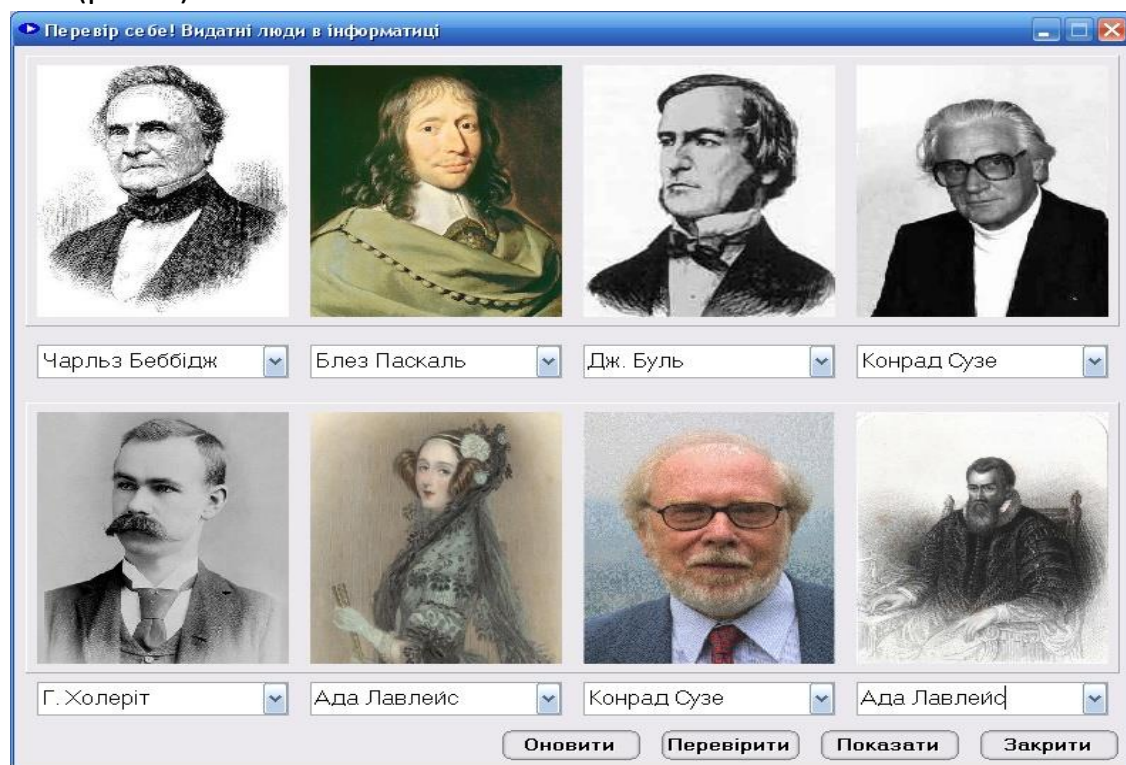 Перевір себе! Видатні люди в інформатиці
Чарльз Беббідж
Блез Паскаль
Дж. Буль
Конрад Сузе
Г. Холеріт
Ада Лавлейс
Конрад Сузе
Ада Лавлейс
Оновити
Перевірити
Показати
Закрити